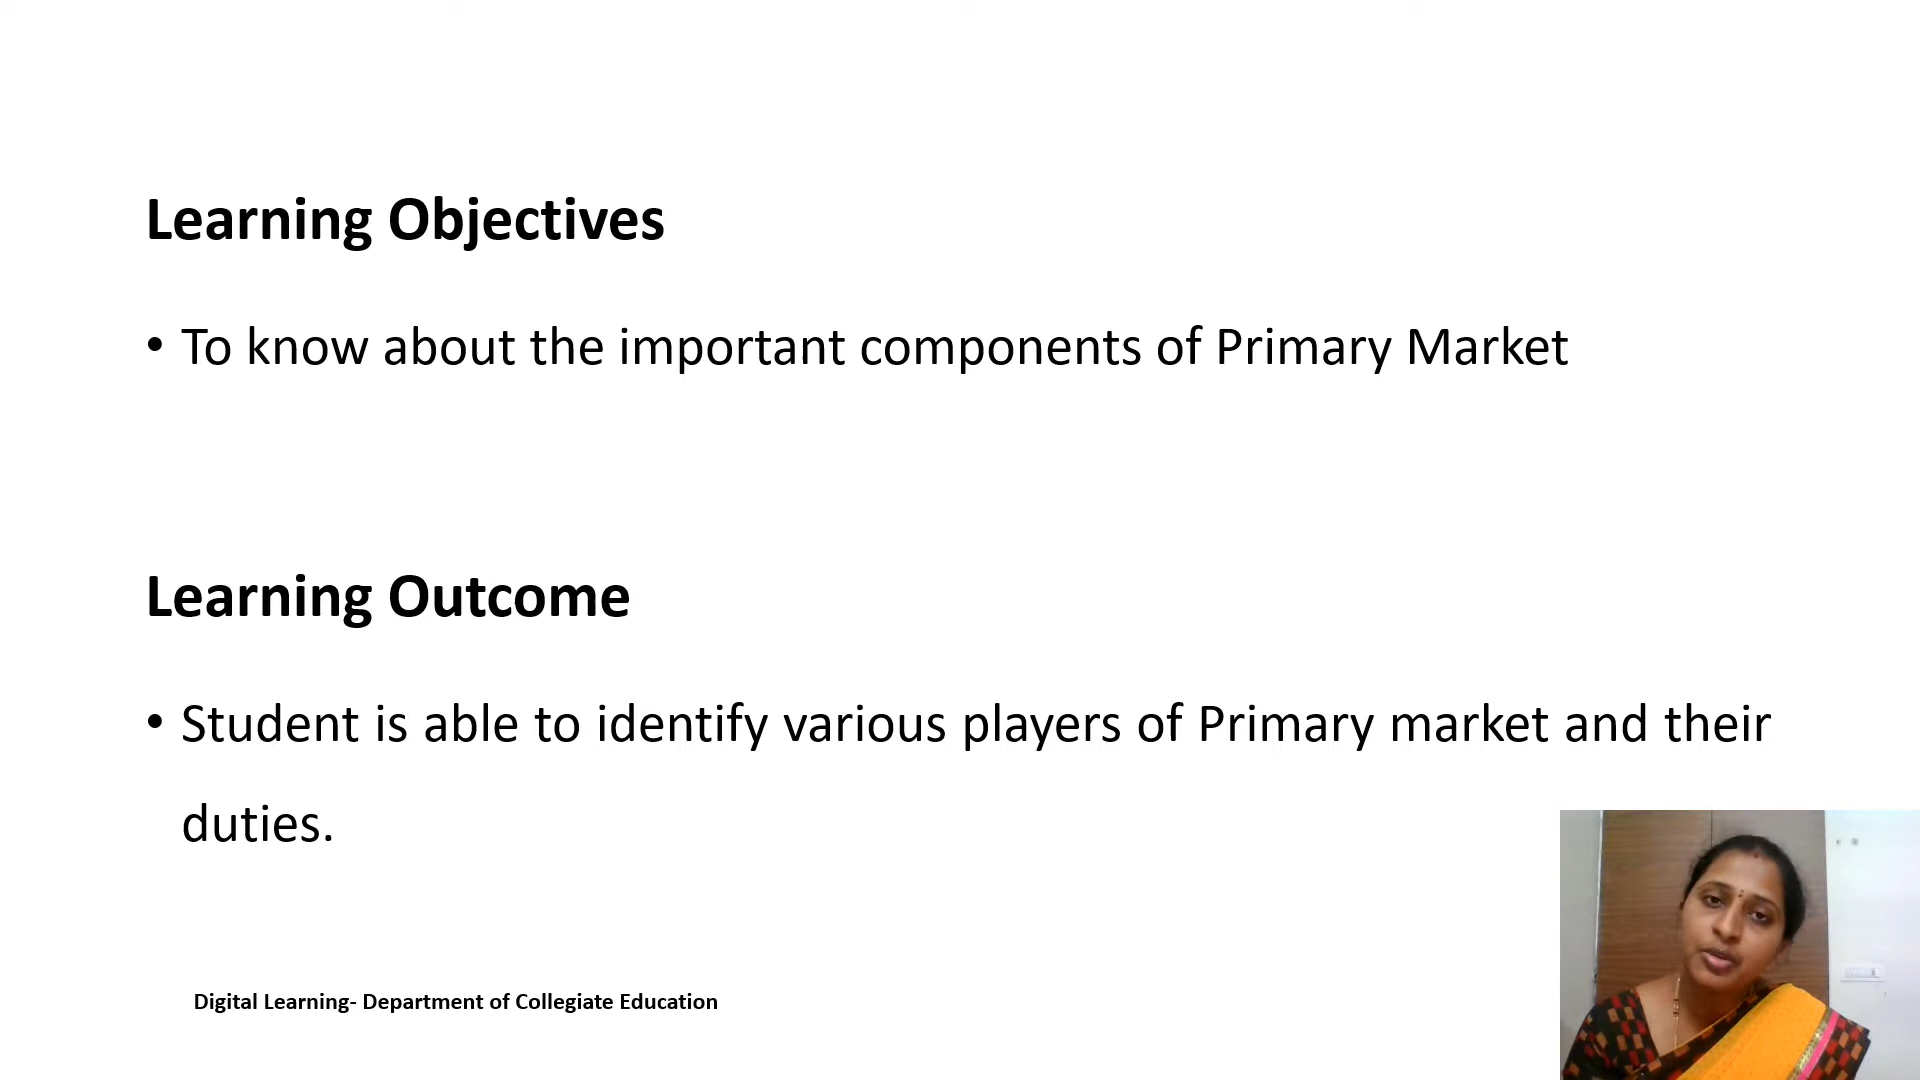 Learning Objectives
• To know about the important components of Primary Market
Learning Outcome
• Student is able to identify various players of Primary market and their
duties.
Digital Learning- Department of Collegiate Education